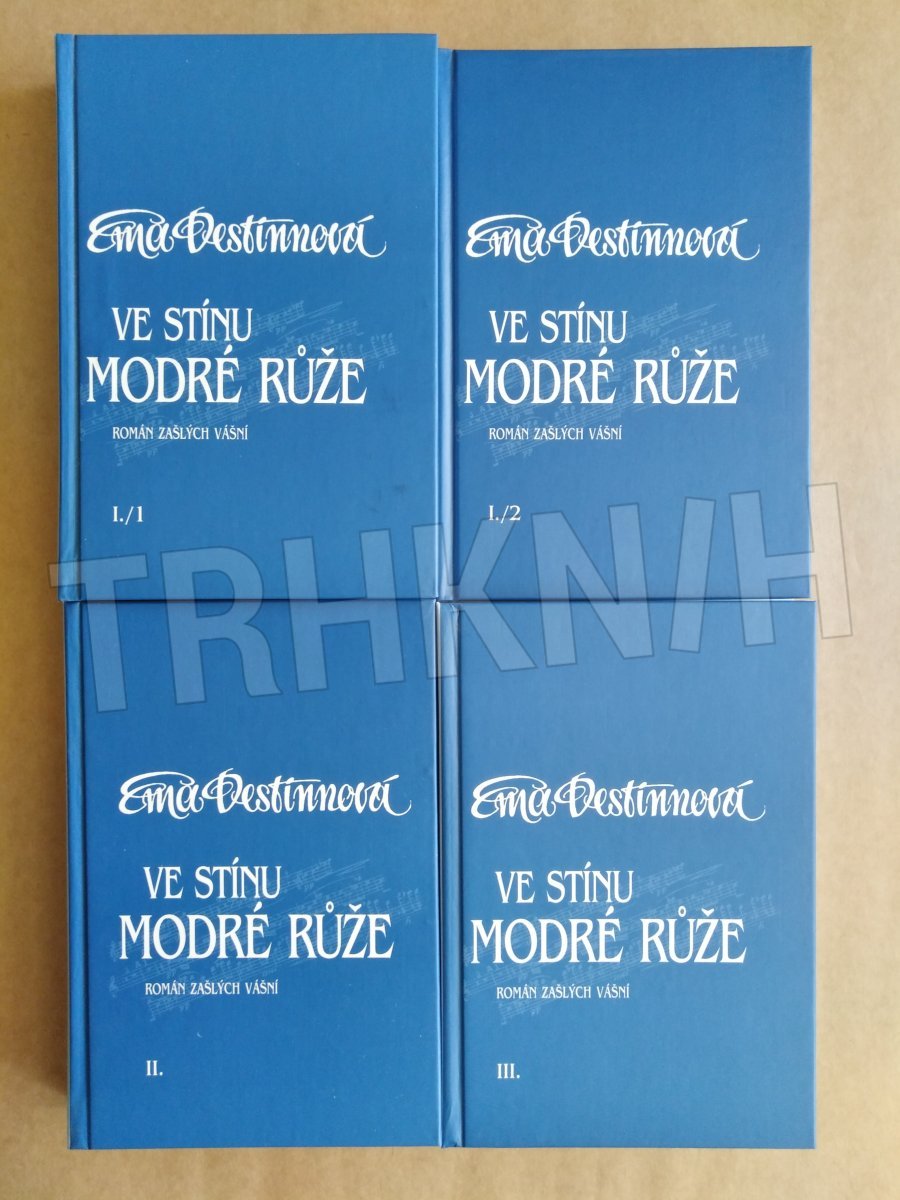 Ema Destinnová
VE STÍNU
MODRÉ RŮŽE
ROMÁN ZAŠLÝCH VÁŠNÍ
I./1
Ema Destinnová
VE STÍNU
MODRÉ RŮŽE
ROMÁN ZAŠLÝCH VÁŠNÍ
I./2
TRHKNIH
Ema Destinnová
VE STÍNU
MODRÉ RŮŽE
ROMÁN ZAŠLÝCH VÁŠNÍ
II.
Ema Destinnová
VE STÍNU
MODRÉ RŮŽE
ROMÁN ZAŠLÝCH VÁŠNÍ
III.